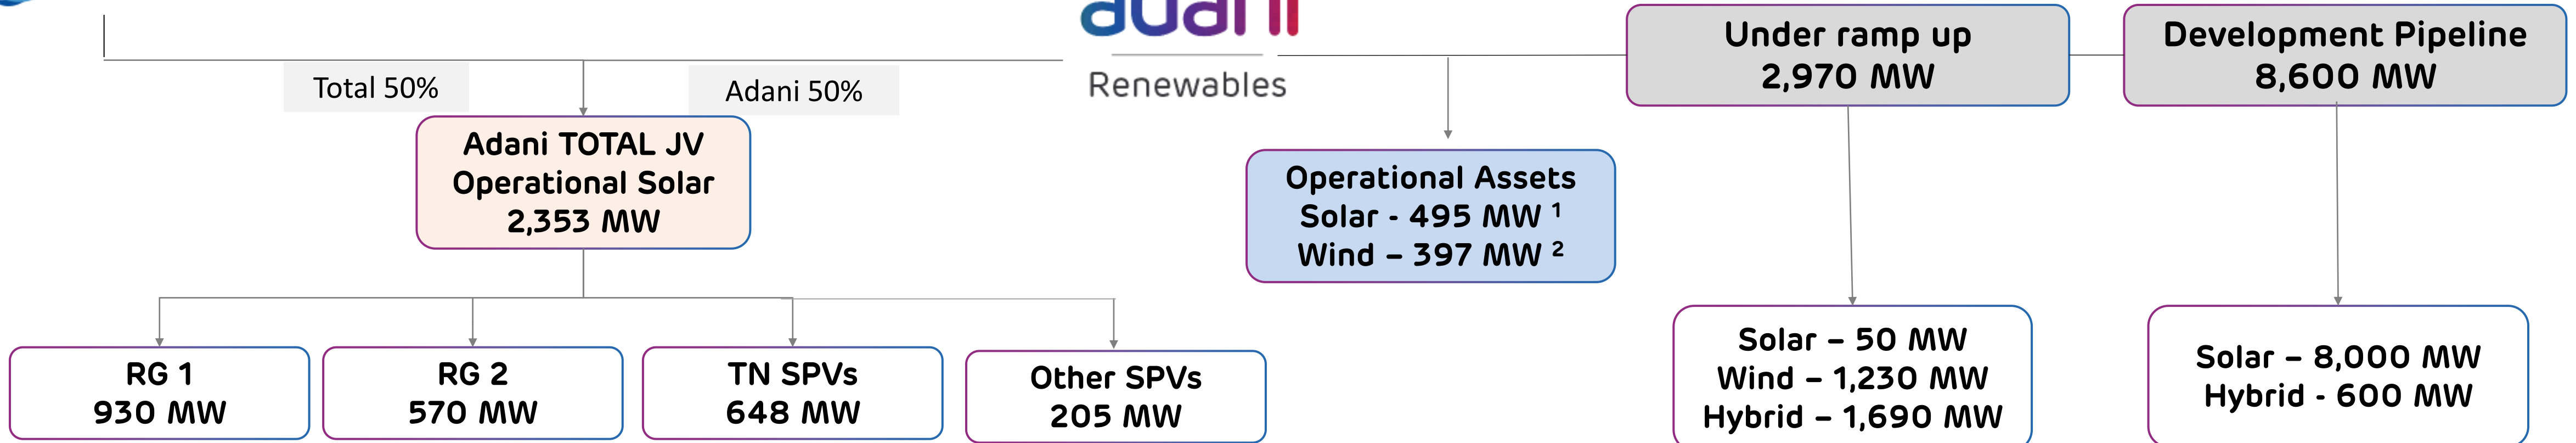 adani
Renewables
Total 50%
Adani 50%
Under ramp up
2,970 MW
Development Pipeline
8,600 MW
Adani TOTAL JV
Operational Solar
2,353 MW
Operational Assets
Solar - 495 MW ¹
Wind – 397 MW ²
RG 1
930 MW
RG 2
570 MW
TN SPVs
648 MW
Other SPVs
205 MW
Solar – 50 MW
Wind – 1,230 MW
Hybrid – 1,690 MW
Solar – 8,000 MW
Hybrid - 600 MW